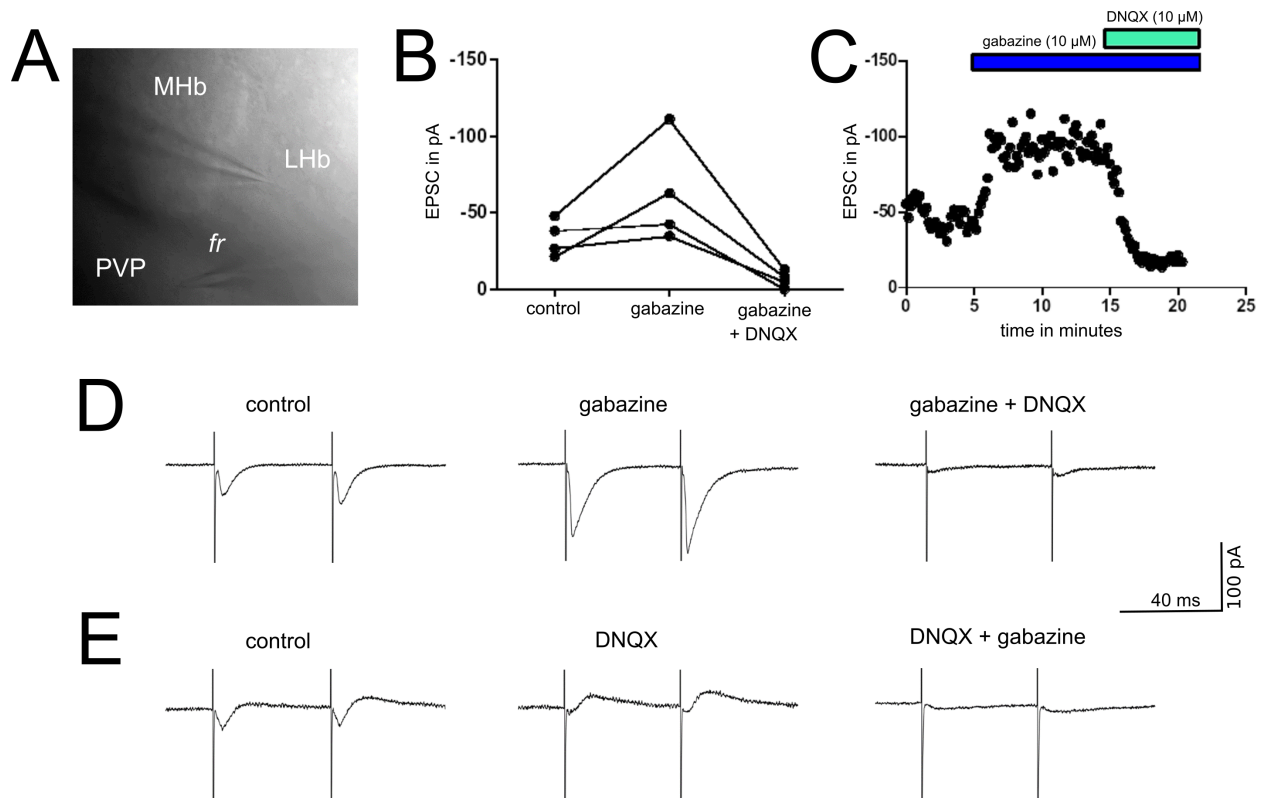 A
MHb
LHb
fr
PVP
B
-150
-100
-50
0
EPSC in pA
control
gabazine
gabazine
+ DNQX
C
DNQX (10 µM)
gabazine (10 µM)
-150
-100
-50
0
EPSC in pA
0 5 10 15 20 25
time in minutes
D
control
gabazine
gabazine + DNQX
40 ms
100 pA
E
control
DNQX
DNQX + gabazine